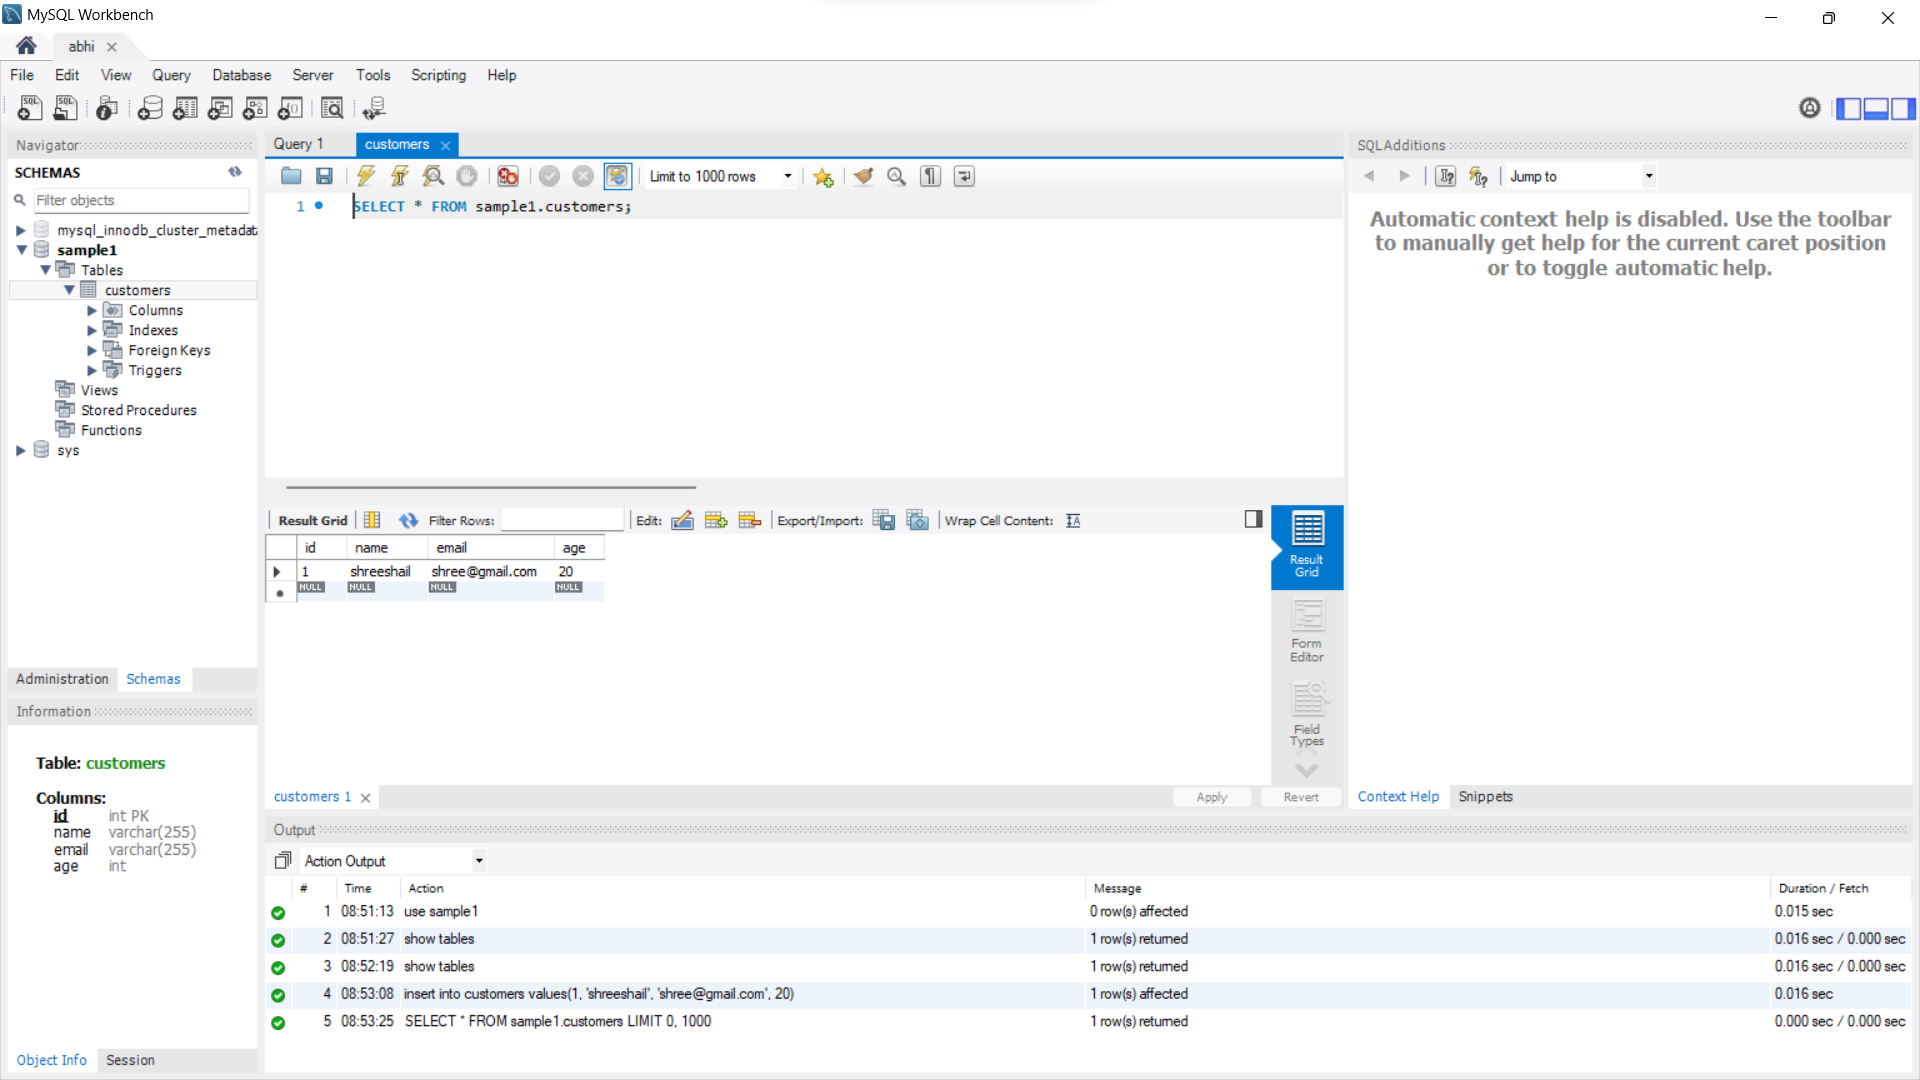 MySQL Workbench
abhi
File Edit View Query Database Server Tools Scripting Help
Navigator
SCHEMAS
Filter objects
mysql_innodb_cluster_metadat
sample1
Tables
customers
Columns
Indexes
Foreign Keys
Triggers
Views
Stored Procedures
Functions
sys
Administration Schemas
Information
Table: customers
Columns:
id int PK
name varchar(255)
email varchar(255)
age int
Object Info Session
Query 1 customers
Limit to 1000 rows
1 SELECT * FROM sample1.customers;
Result Grid Filter Rows: Edit: Export/Import: Wrap Cell Content:
id name email age
1 shreeshail shree@gmail.com 20
NULL NULL NULL NULL
Result Grid
Form Editor
Field Types
customers 1 Apply Revert
SQLAdditions
Jump to
Automatic context help is disabled. Use the toolbar
to manually get help for the current caret position
or to toggle automatic help.
Context Help Snippets
Output
Action Output
# Time Action Message Duration / Fetch
1 08:51:13 use sample1 0 row(s) affected 0.015 sec
2 08:51:27 show tables 1 row(s) returned 0.016 sec / 0.000 sec
3 08:52:19 show tables 1 row(s) returned 0.016 sec / 0.000 sec
4 08:53:08 insert into customers values(1, 'shreeshail', 'shree@gmail.com', 20) 1 row(s) affected 0.016 sec
5 08:53:25 SELECT * FROM sample1.customers LIMIT 0, 1000 1 row(s) returned 0.000 sec / 0.000 sec